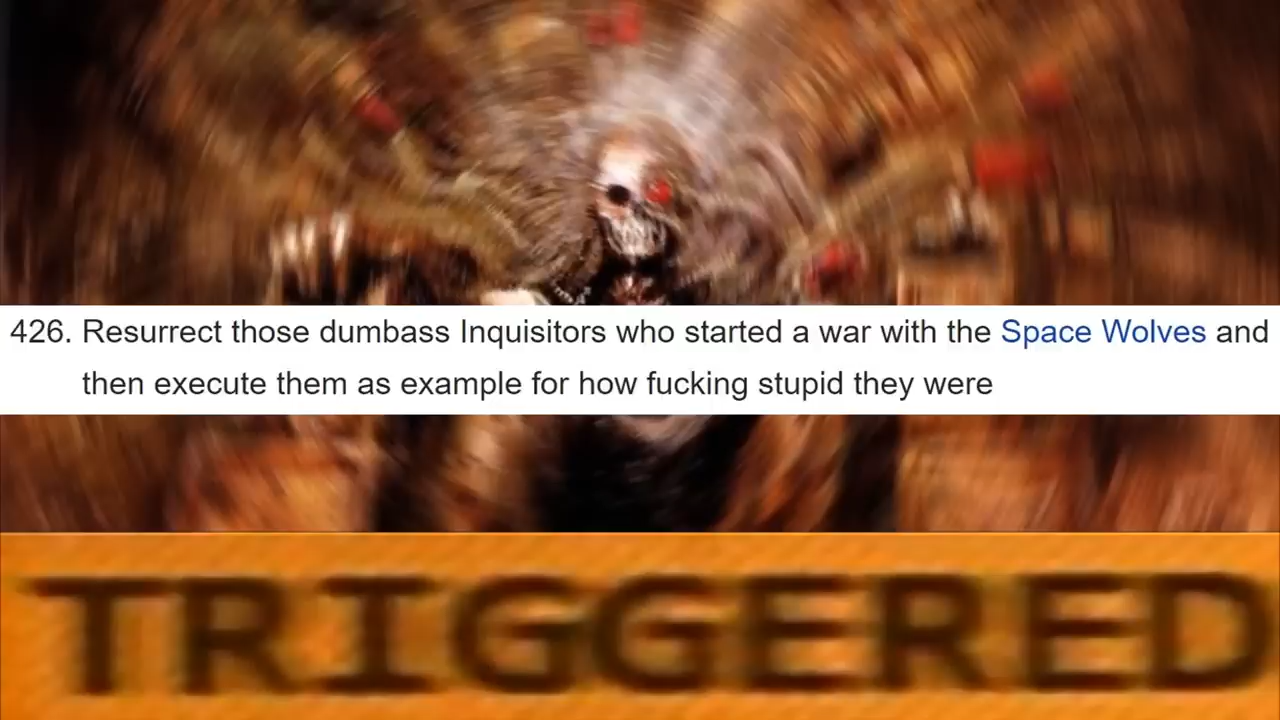 426. Resurrect those dumbass Inquisitors who started a war with the Space Wolves and
then execute them as example for how fucking stupid they were
TRIGGERED